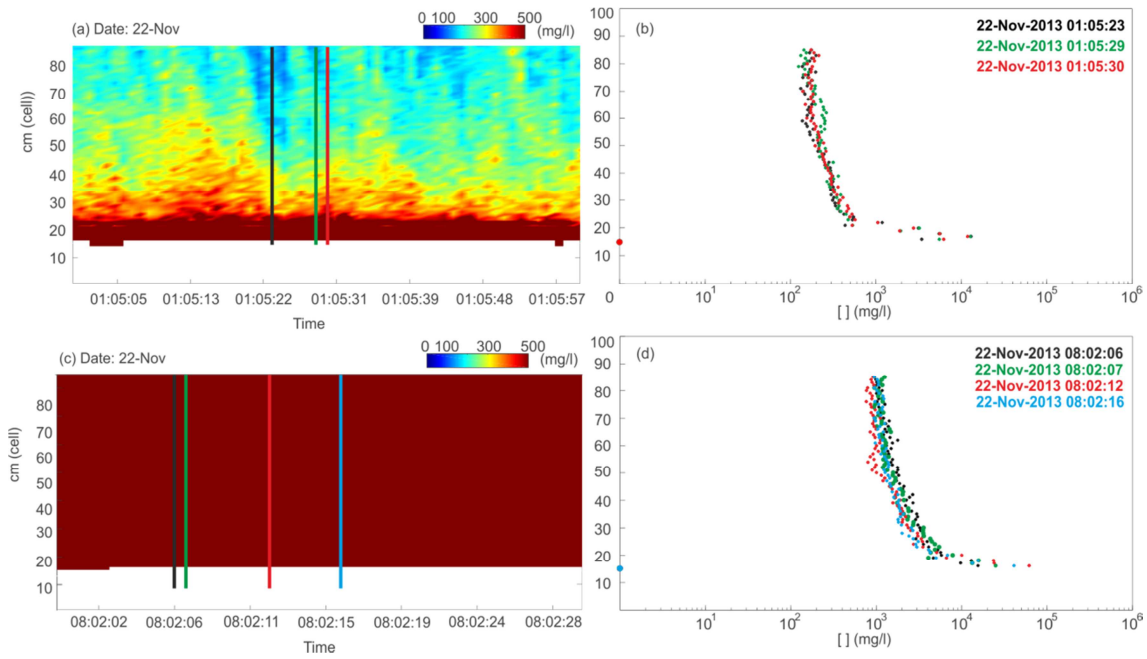 (a) Date: 22-Nov
0 100 300 500
(mg/l)
80
70
60
50
40
30
20
10
cm (cell))
01:05:05 01:05:13 01:05:22 01:05:31 01:05:39 01:05:48 01:05:57
Time
(b)
22-Nov-2013 01:05:23
22-Nov-2013 01:05:29
22-Nov-2013 01:05:30
100
90
80
70
60
50
40
30
20
10
0 10¹ 10² 10³ 10⁴ 10⁵ 10⁶
[ ] (mg/l)
(c) Date: 22-Nov
0 100 300 500
(mg/l)
80
70
60
50
40
30
20
10
cm (cell)
08:02:02 08:02:06 08:02:11 08:02:15 08:02:19 08:02:24 08:02:28
Time
(d)
22-Nov-2013 08:02:06
22-Nov-2013 08:02:07
22-Nov-2013 08:02:12
22-Nov-2013 08:02:16
100
90
80
70
60
50
40
30
20
10
0 10¹ 10² 10³ 10⁴ 10⁵ 10⁶
[ ] (mg/l)